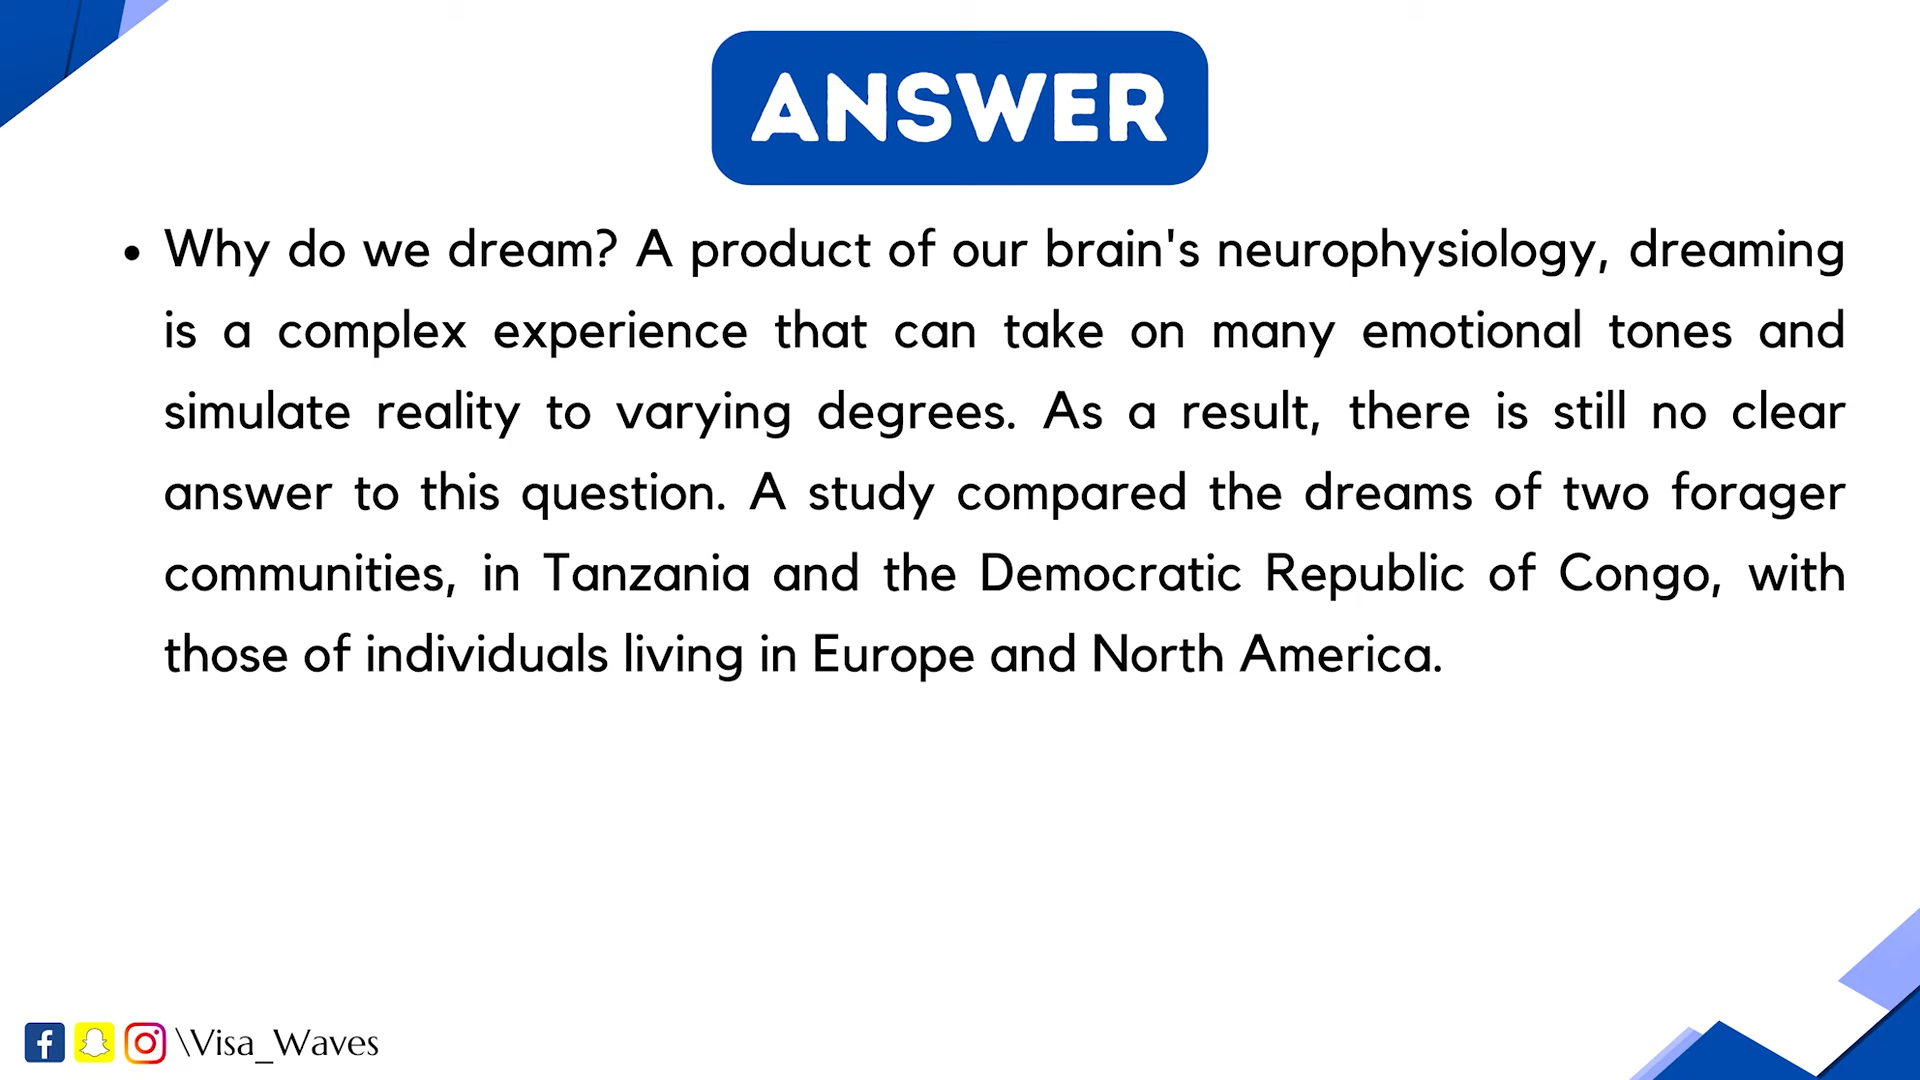 ANSWER
• Why do we dream? A product of our brain's neurophysiology, dreaming
is a complex experience that can take on many emotional tones and
simulate reality to varying degrees. As a result, there is still no clear
answer to this question. A study compared the dreams of two forager
communities, in Tanzania and the Democratic Republic of Congo, with
those of individuals living in Europe and North America.
\Visa_Waves